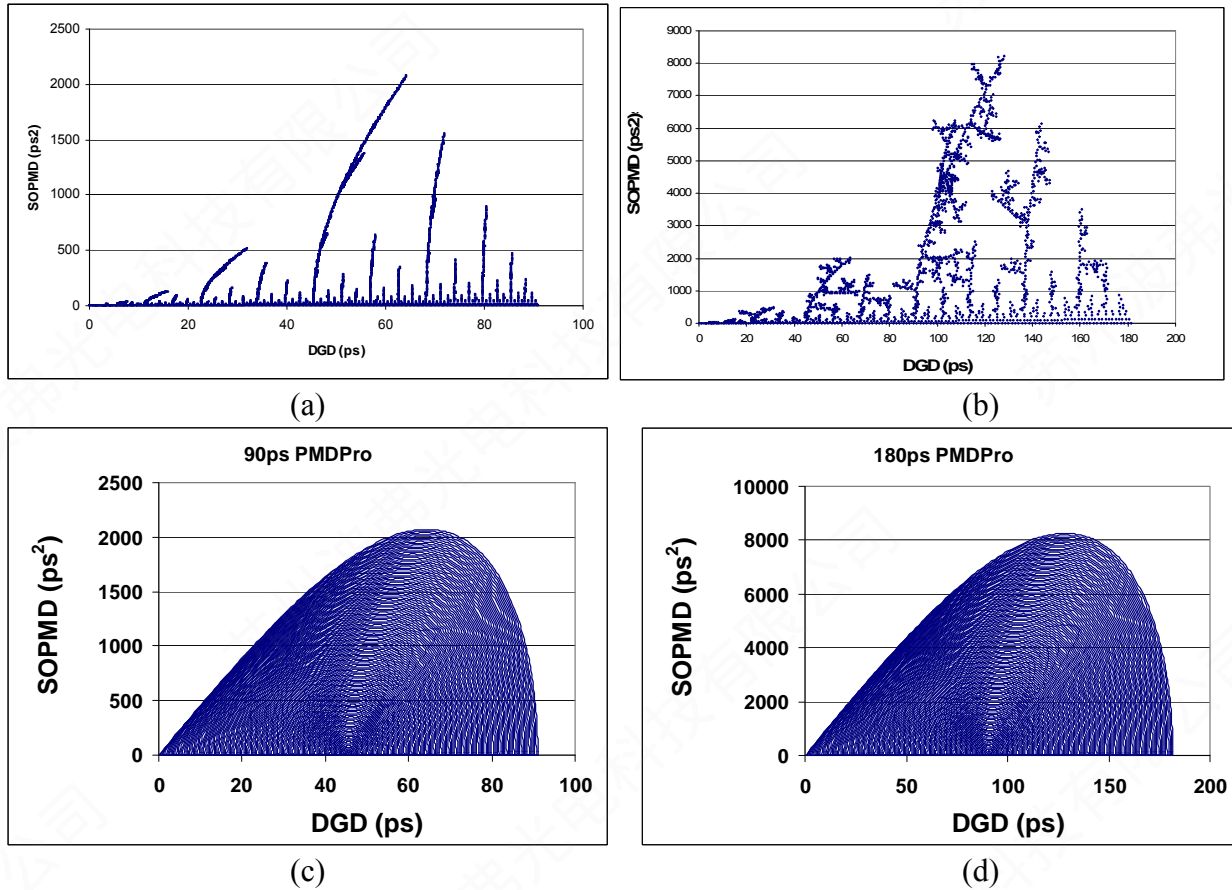 2500
2000
1500
1000
500
0
SOPMD (ps2)
0 20 40 60 80 100
DGD (ps)
(a)
9000
8000
7000
6000
5000
4000
3000
2000
1000
0
SOPMD (ps2)
0 20 40 60 80 100 120 140 160 180 200
DGD (ps)
(b)
90ps PMDPro
2500
2000
1500
1000
500
0
SOPMD (ps²)
0 20 40 60 80 100
DGD (ps)
(c)
180ps PMDPro
10000
8000
6000
4000
2000
0
SOPMD (ps²)
0 50 100 150 200
DGD (ps)
(d)